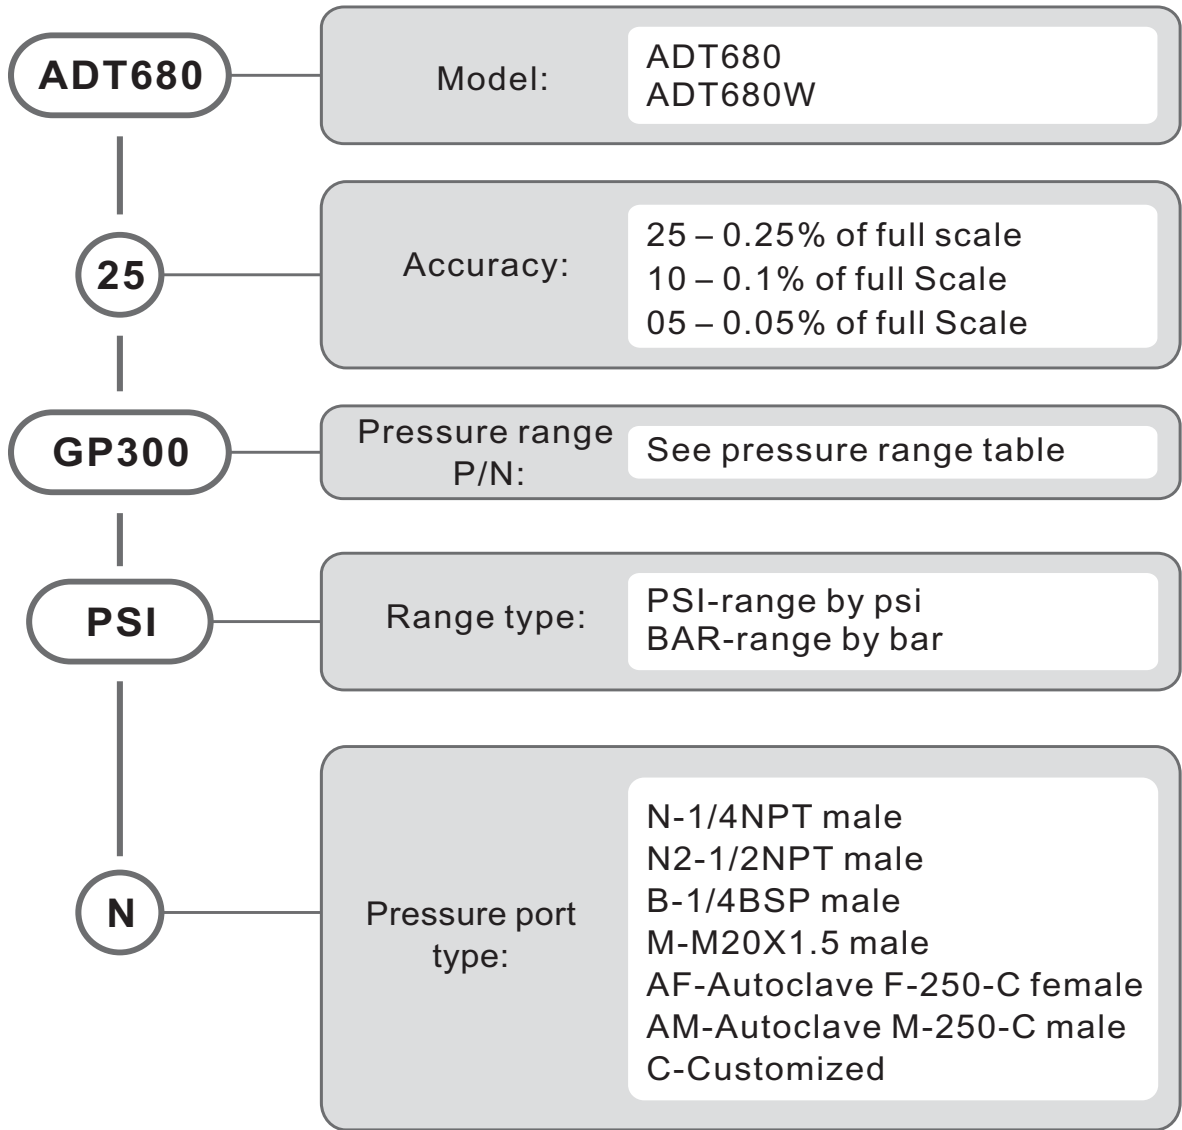 ADT680
Model:
ADT680
ADT680W
25
Accuracy:
25 – 0.25% of full scale
10 – 0.1% of full Scale
05 – 0.05% of full Scale
GP300
Pressure range
P/N:
See pressure range table
PSI
Range type:
PSI-range by psi
BAR-range by bar
N
Pressure port
type:
N-1/4NPT male
N2-1/2NPT male
B-1/4BSP male
M-M20X1.5 male
AF-Autoclave F-250-C female
AM-Autoclave M-250-C male
C-Customized